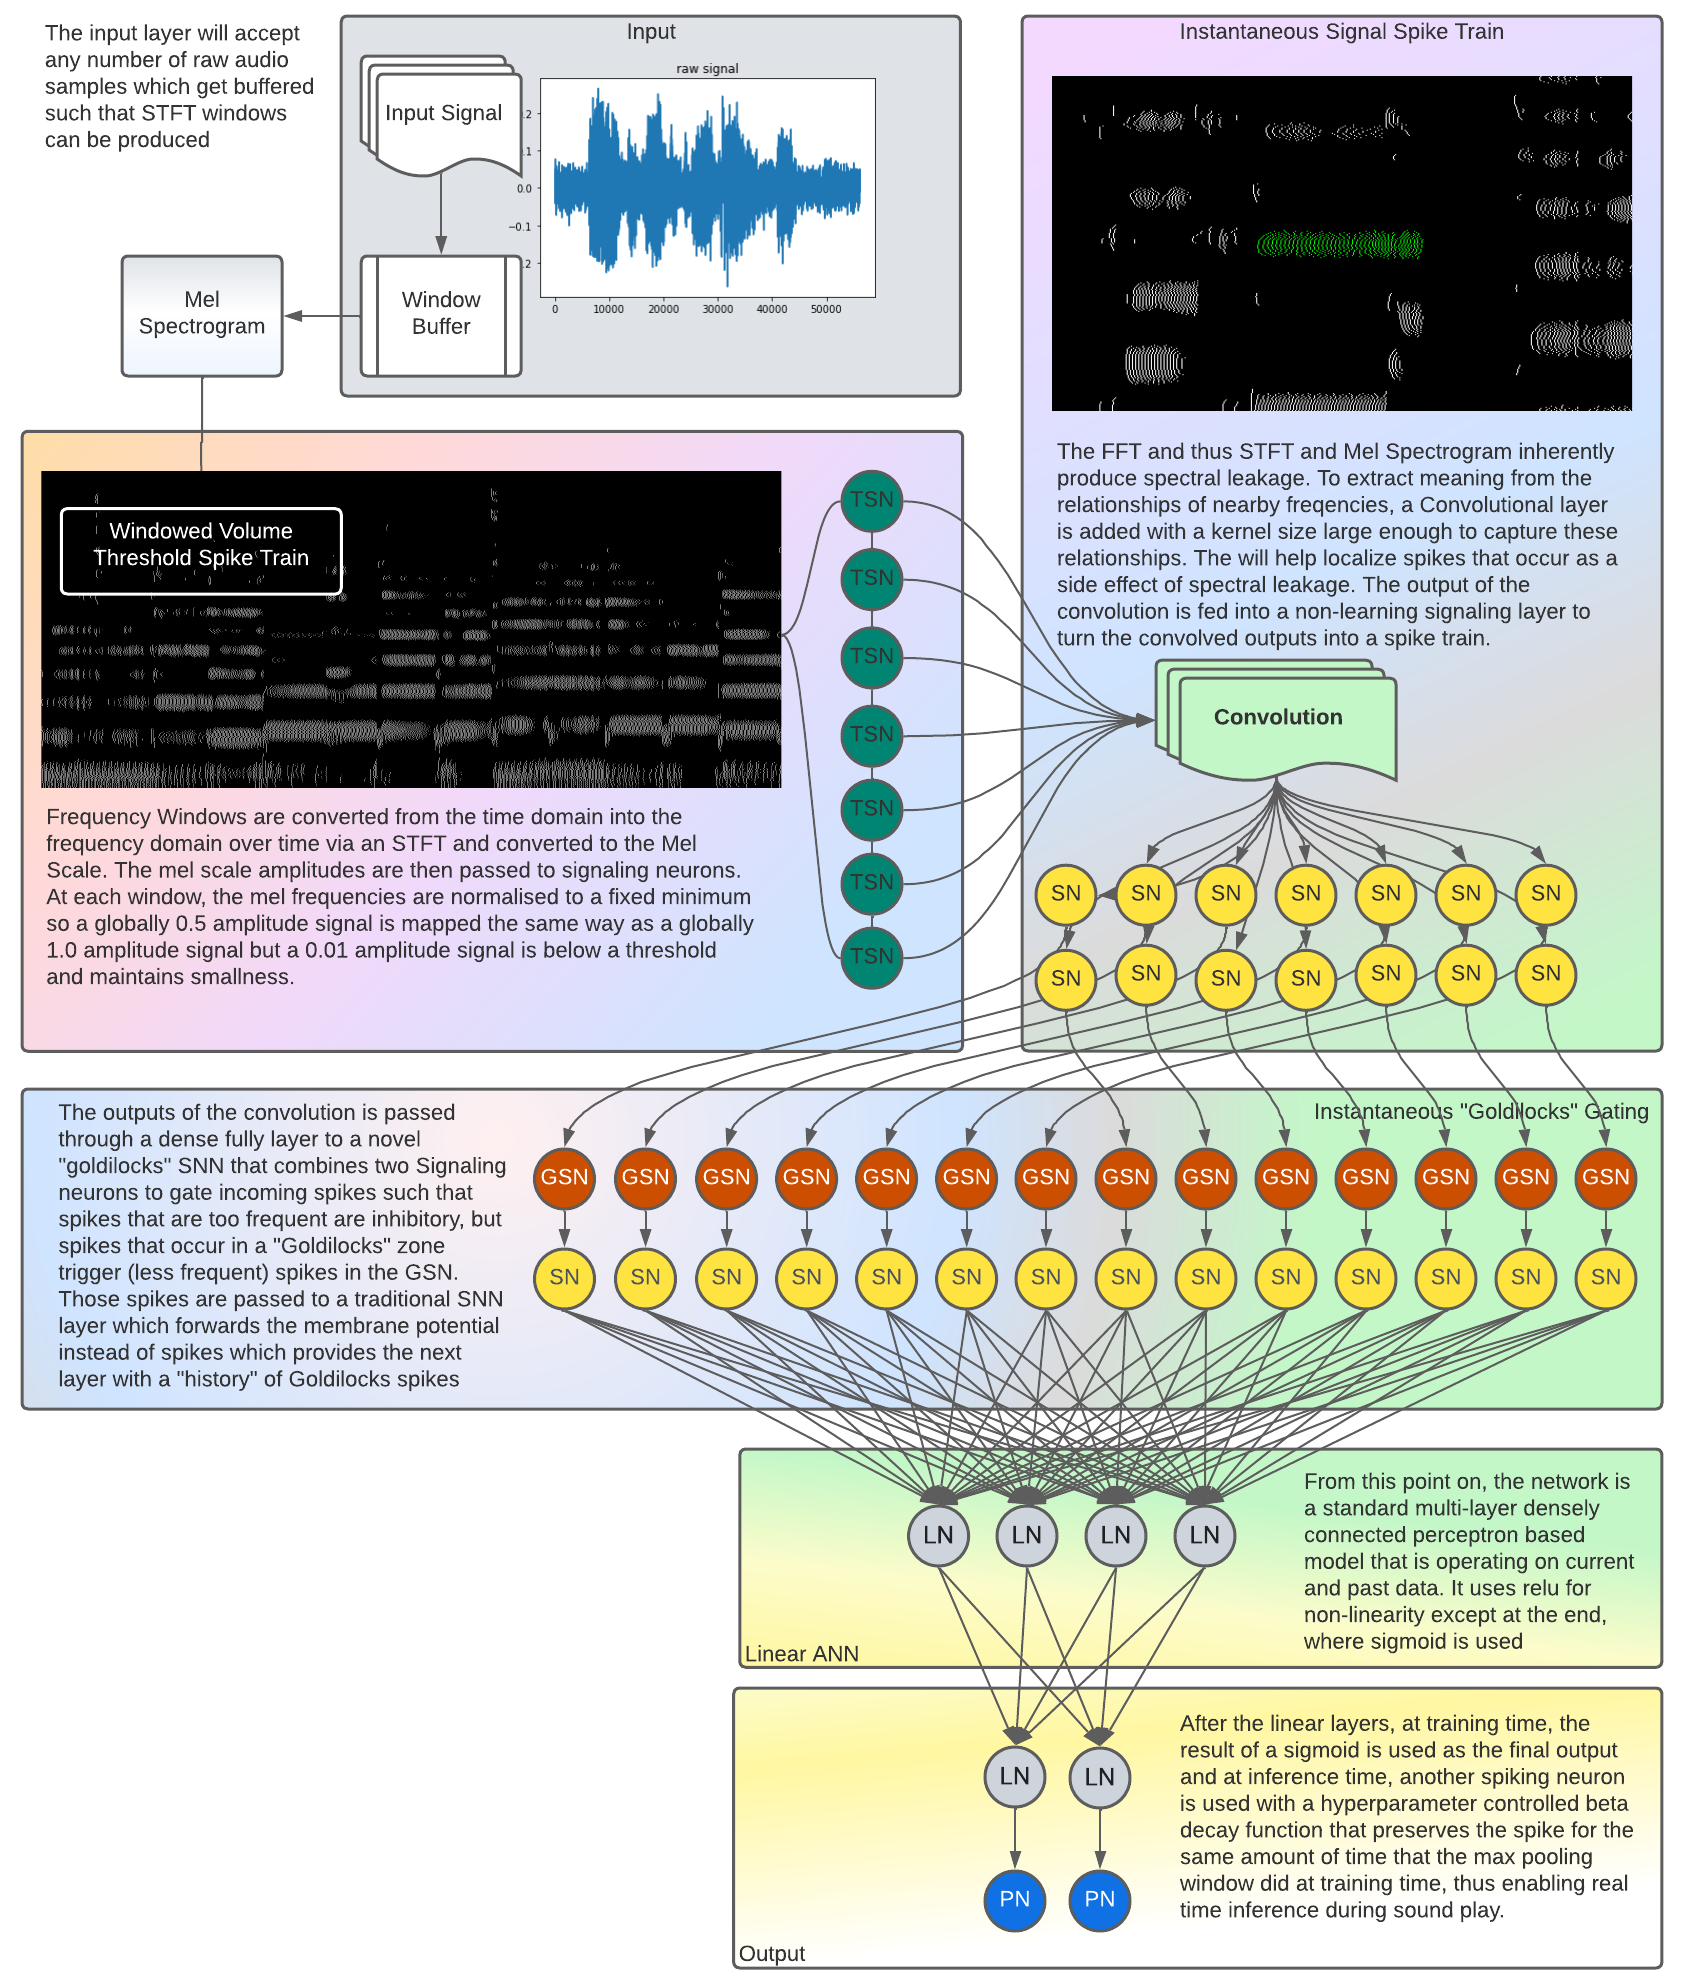 The input layer will accept
any number of raw audio
samples which get buffered
such that STFT windows
can be produced
Input
Input Signal
raw signal
.2
.1
0.0
−0.1
.2
0
10000
20000
30000
40000
50000
Window
Buffer
Mel
Spectrogram
Instantaneous Signal Spike Train
The FFT and thus STFT and Mel Spectrogram inherently
produce spectral leakage. To extract meaning from the
relationships of nearby freqencies, a Convolutional layer
is added with a kernel size large enough to capture these
relationships. The will help localize spikes that occur as a
side effect of spectral leakage. The output of the
convolution is fed into a non-learning signaling layer to
turn the convolved outputs into a spike train.
Windowed Volume
Threshold Spike Train
Frequency Windows are converted from the time domain into the
frequency domain over time via an STFT and converted to the Mel
Scale. The mel scale amplitudes are then passed to signaling neurons.
At each window, the mel frequencies are normalised to a fixed minimum
so a globally 0.5 amplitude signal is mapped the same way as a globally
1.0 amplitude signal but a 0.01 amplitude signal is below a threshold
and maintains smallness.
TSN
TSN
TSN
TSN
TSN
TSN
TSN
Convolution
SN SN SN SN SN SN SN
SN SN SN SN SN SN SN
The outputs of the convolution is passed
through a dense fully layer to a novel
"goldilocks" SNN that combines two Signaling
neurons to gate incoming spikes such that
spikes that are too frequent are inhibitory, but
spikes that occur in a "Goldilocks" zone
trigger (less frequent) spikes in the GSN.
Those spikes are passed to a traditional SNN
layer which forwards the membrane potential
instead of spikes which provides the next
layer with a "history" of Goldilocks spikes
Instantaneous "Goldilocks" Gating
GSN GSN GSN GSN GSN GSN GSN GSN GSN GSN GSN GSN GSN GSN
SN SN SN SN SN SN SN SN SN SN SN SN SN SN
LN LN LN LN
From this point on, the network is
a standard multi-layer densely
connected perceptron based
model that is operating on current
and past data. It uses relu for
non-linearity except at the end,
where sigmoid is used
Linear ANN
After the linear layers, at training time, the
result of a sigmoid is used as the final output
and at inference time, another spiking neuron
is used with a hyperparameter controlled beta
decay function that preserves the spike for the
same amount of time that the max pooling
window did at training time, thus enabling real
time inference during sound play.
LN LN
PN PN
Output